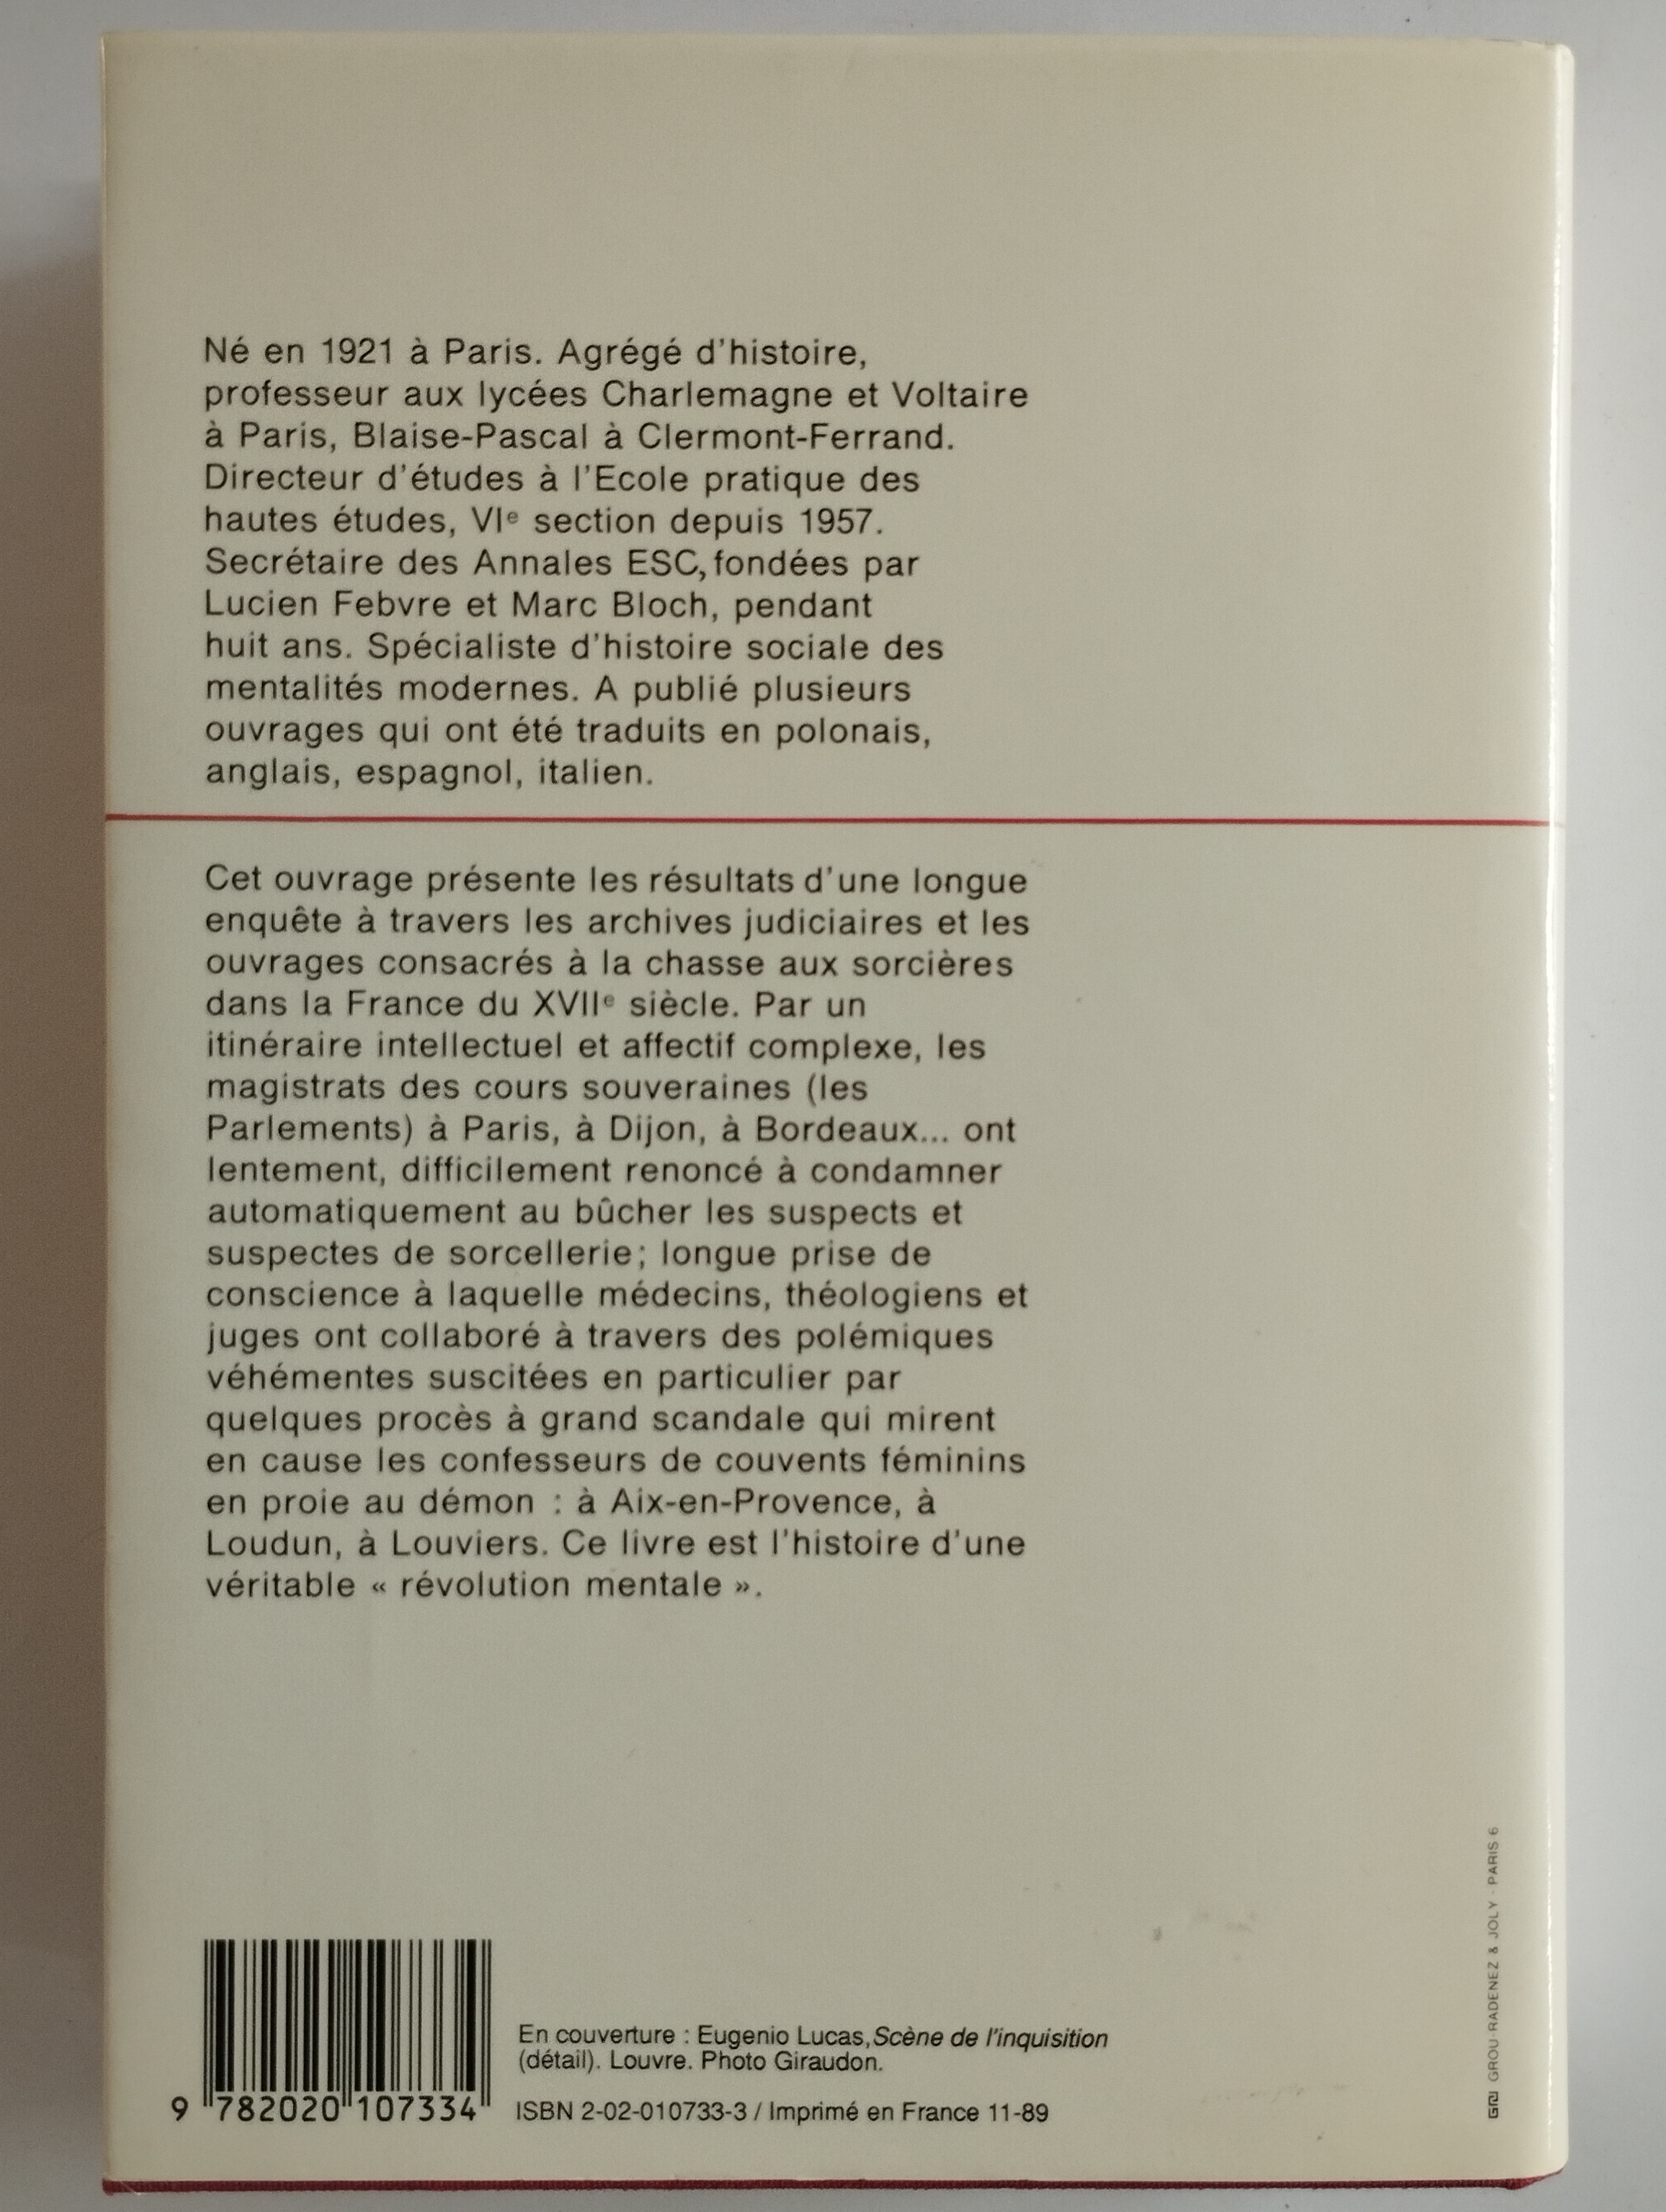 Né en 1921 à Paris. Agrégé d'histoire,
professeur aux lycées Charlemagne et Voltaire
à Paris, Blaise-Pascal à Clermont-Ferrand.
Directeur d'études à l'Ecole pratique des
hautes études, VIe section depuis 1957.
Secrétaire des Annales ESC, fondées par
Lucien Febvre et Marc Bloch, pendant
huit ans. Spécialiste d'histoire sociale des
mentalités modernes. A publié plusieurs
ouvrages qui ont été traduits en polonais,
anglais, espagnol, italien.
Cet ouvrage présente les résultats d'une longue
enquête à travers les archives judiciaires et les
ouvrages consacrés à la chasse aux sorcières
dans la France du XVIIe siècle. Par un
itinéraire intellectuel et affectif complexe, les
magistrats des cours souveraines (les
Parlements) à Paris, à Dijon, à Bordeaux... ont
lentement, difficilement renoncé à condamner
automatiquement au bûcher les suspects et
suspectes de sorcellerie; longue prise de
conscience à laquelle médecins, théologiens et
juges ont collaboré à travers des polémiques
véhémentes suscitées en particulier par
quelques procès à grand scandale qui mirent
en cause les confesseurs de couvents féminins
en proie au démon : à Aix-en-Provence, à
Loudun, à Louviers. Ce livre est l'histoire d'une
véritable « révolution mentale ».
En couverture : Eugenio Lucas, Scène de l'inquisition
(détail). Louvre. Photo Giraudon.
9 782020 107334
ISBN 2-02-010733-3 / Imprimé en France 11-89
GROU-RADENEZ & JOLY - PARIS 6